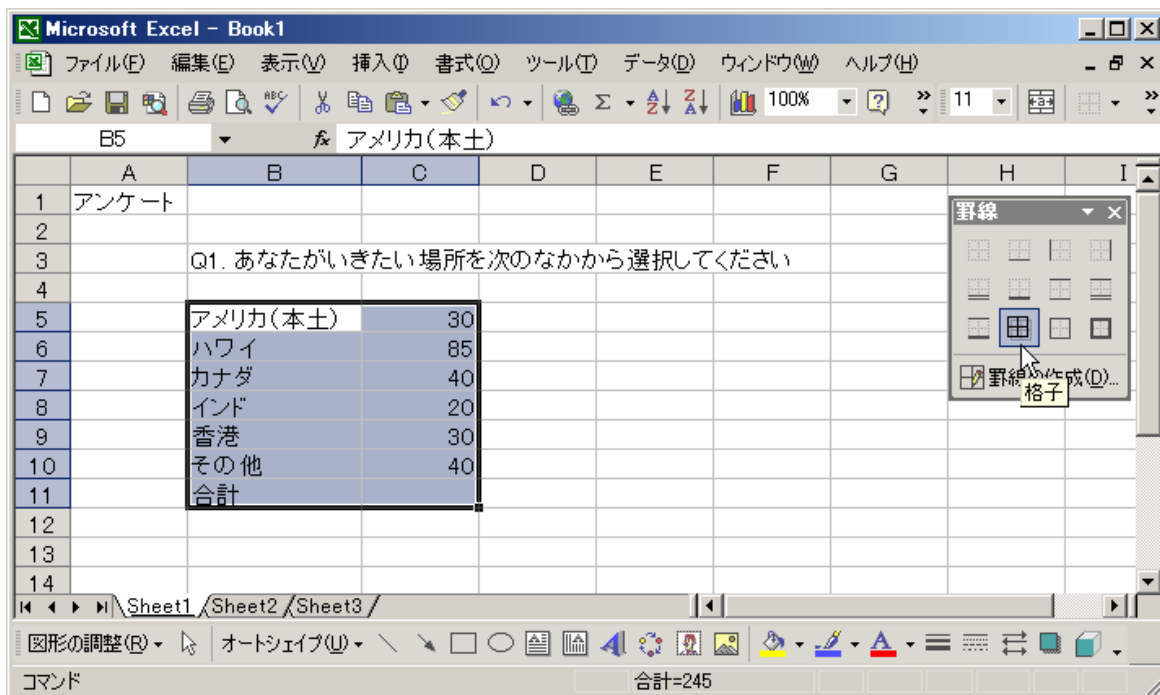 Microsoft Excel - Book1
ファイル(F) 編集(E) 表示(V) 挿入(I) 書式(O) ツール(T) データ(D) ウィンドウ(W) ヘルプ(H)
100% 11
B5 fx アメリカ(本土)
A B C D E F G H I
1 アンケート
2
3 Q1. あなたがいきたい場所を次のなかから選択してください
4
5 アメリカ(本土) 30
6 ハワイ 85
7 カナダ 40
8 インド 20
9 香港 30
10 その他 40
11 合計
12
13
14
罫線
罫線の作成(D)...
格子
Sheet1 Sheet2 Sheet3
図形の調整(R) オートシェイプ(U)
コマンド 合計=245